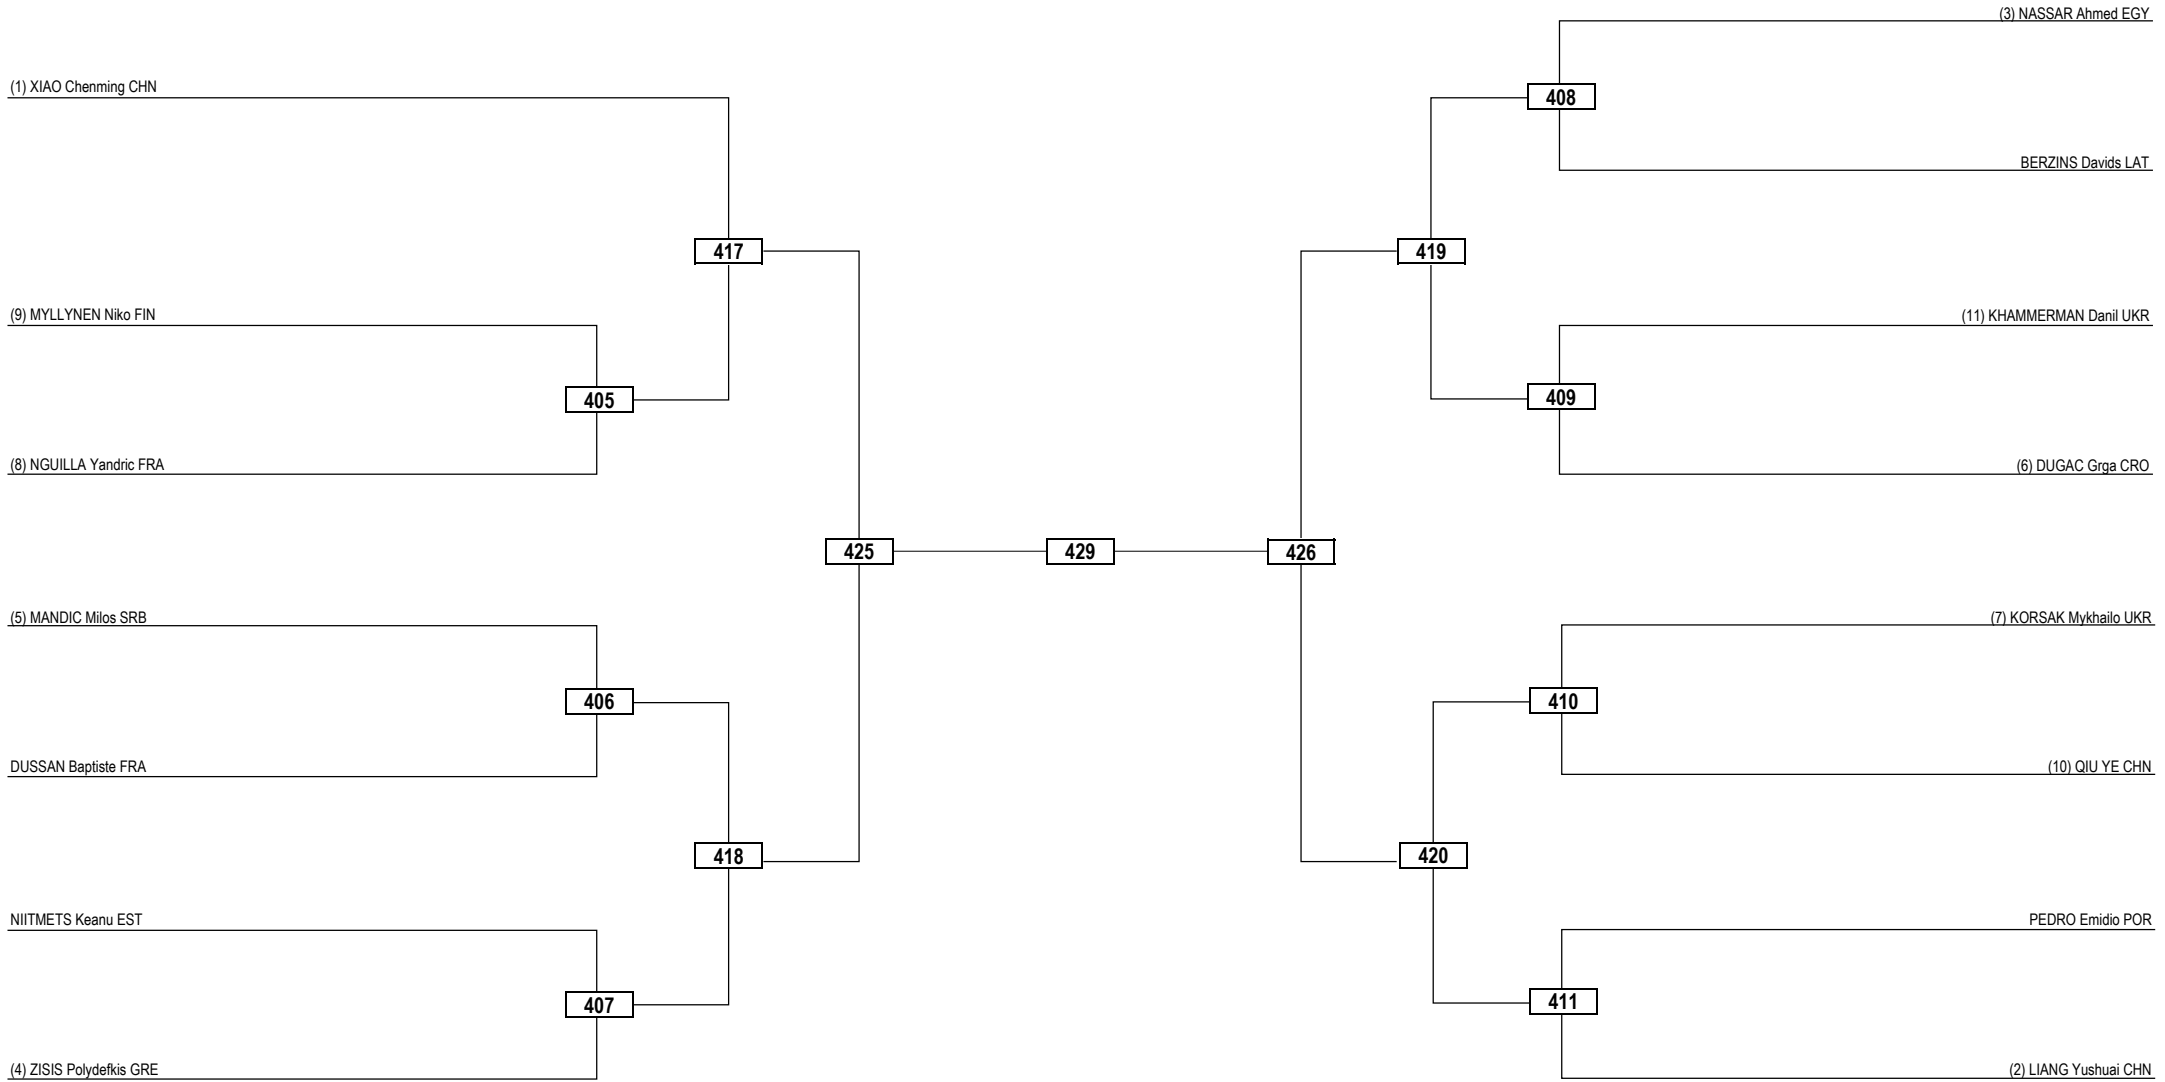 (3) NASSAR Ahmed EGY
(1) XIAO Chenming CHN
408
BERZINS Davids LAT
417
419
(9) MYLLYNEN Niko FIN
(11) KHAMMERMAN Danil UKR
405
409
(8) NGUILLA Yandric FRA
(6) DUGAC Grga CRO
425
429
426
(5) MANDIC Milos SRB
(7) KORSAK Mykhailo UKR
406
410
DUSSAN Baptiste FRA
(10) QIU YE CHN
418
420
NIITMETS Keanu EST
PEDRO Emidio POR
407
411
(4) ZISIS Polydefkis GRE
(2) LIANG Yushuai CHN